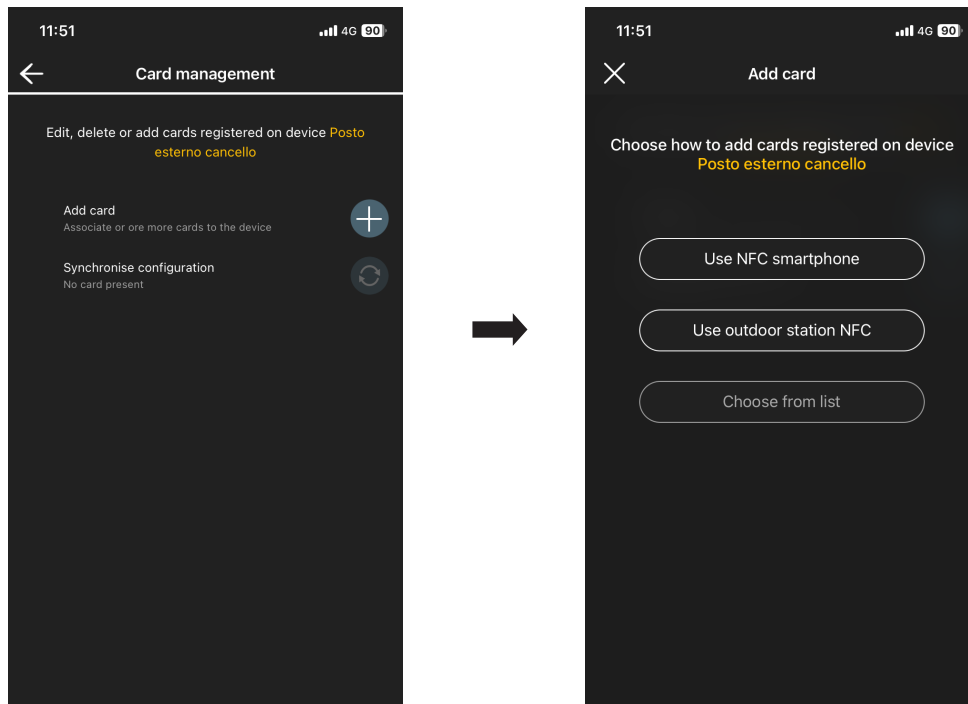 11:51
4G 90
Card management
Edit, delete or add cards registered on device Posto
esterno cancello
Add card
Associate or ore more cards to the device
Synchronise configuration
No card present
11:51
4G 90
Add card
Choose how to add cards registered on device
Posto esterno cancello
Use NFC smartphone
Use outdoor station NFC
Choose from list